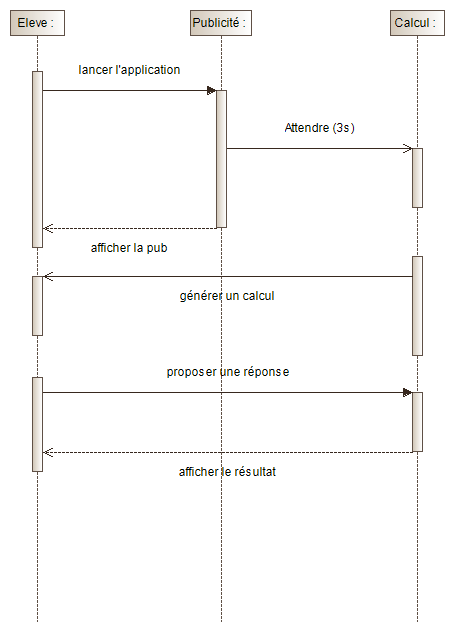 Eleve :
Publicité :
Calcul :
lancer l'application
Attendre (3s)
afficher la pub
générer un calcul
proposer une réponse
afficher le résultat